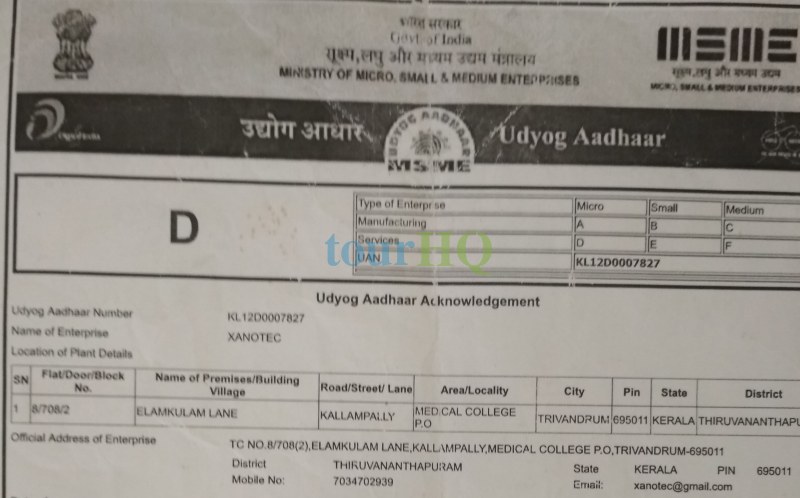 भारत सरकार
Govt. of India
सूक्ष्म,लघु और मध्यम उद्यम मंत्रालय
MINISTRY OF MICRO, SMALL & MEDIUM ENTERPRISES
MSME
सूक्ष्म,लघु और मध्यम उद्यम
MICRO, SMALL & MEDIUM ENTERPRISES
उद्योग आधार
UDYOG AADHAAR
MSME
Udyog Aadhaar
D
Type of Enterprise Micro Small Medium
Manufacturing A B C
Services D E F
UAN KL12D0007827
tourHQ
Udyog Aadhaar Acknowledgement
Udyog Aadhaar Number KL12D0007827
Name of Enterprise XANOTEC
Location of Plant Details
SN Flat/Door/Block No. Name of Premises/Building Village Road/Street/ Lane Area/Locality City Pin State District
1 8/708/2 ELAMKULAM LANE KALLAMPALLY MEDICAL COLLEGE P.O TRIVANDRUM 695011 KERALA THIRUVANANTHAPU
Official Address of Enterprise TC NO.8/708(2),ELAMKULAM LANE,KALLAMPALLY,MEDICAL COLLEGE P.O,TRIVANDRUM-695011
District THIRUVANANTHAPURAM State KERALA PIN 695011
Mobile No: 7034702939 Email: xanotec@gmail.com